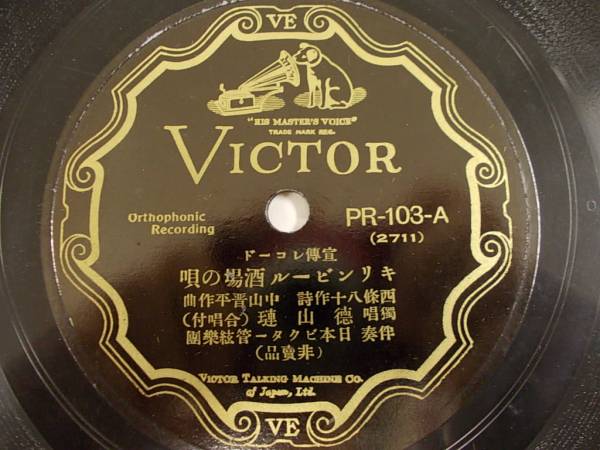 VE
"HIS MASTER'S VOICE"
TRADE MARK REG.
VICTOR
Orthophonic
Recording
PR-103-A
(2711)
宣傳レコード
キリンビール酒場の唄
西條八十作詩 中山晋平作曲
獨唱 德山璉(合唱付)
伴奏 日本ビクター管絃樂團
(非賣品)
VICTOR TALKING MACHINE CO.
of Japan, Ltd.
VE